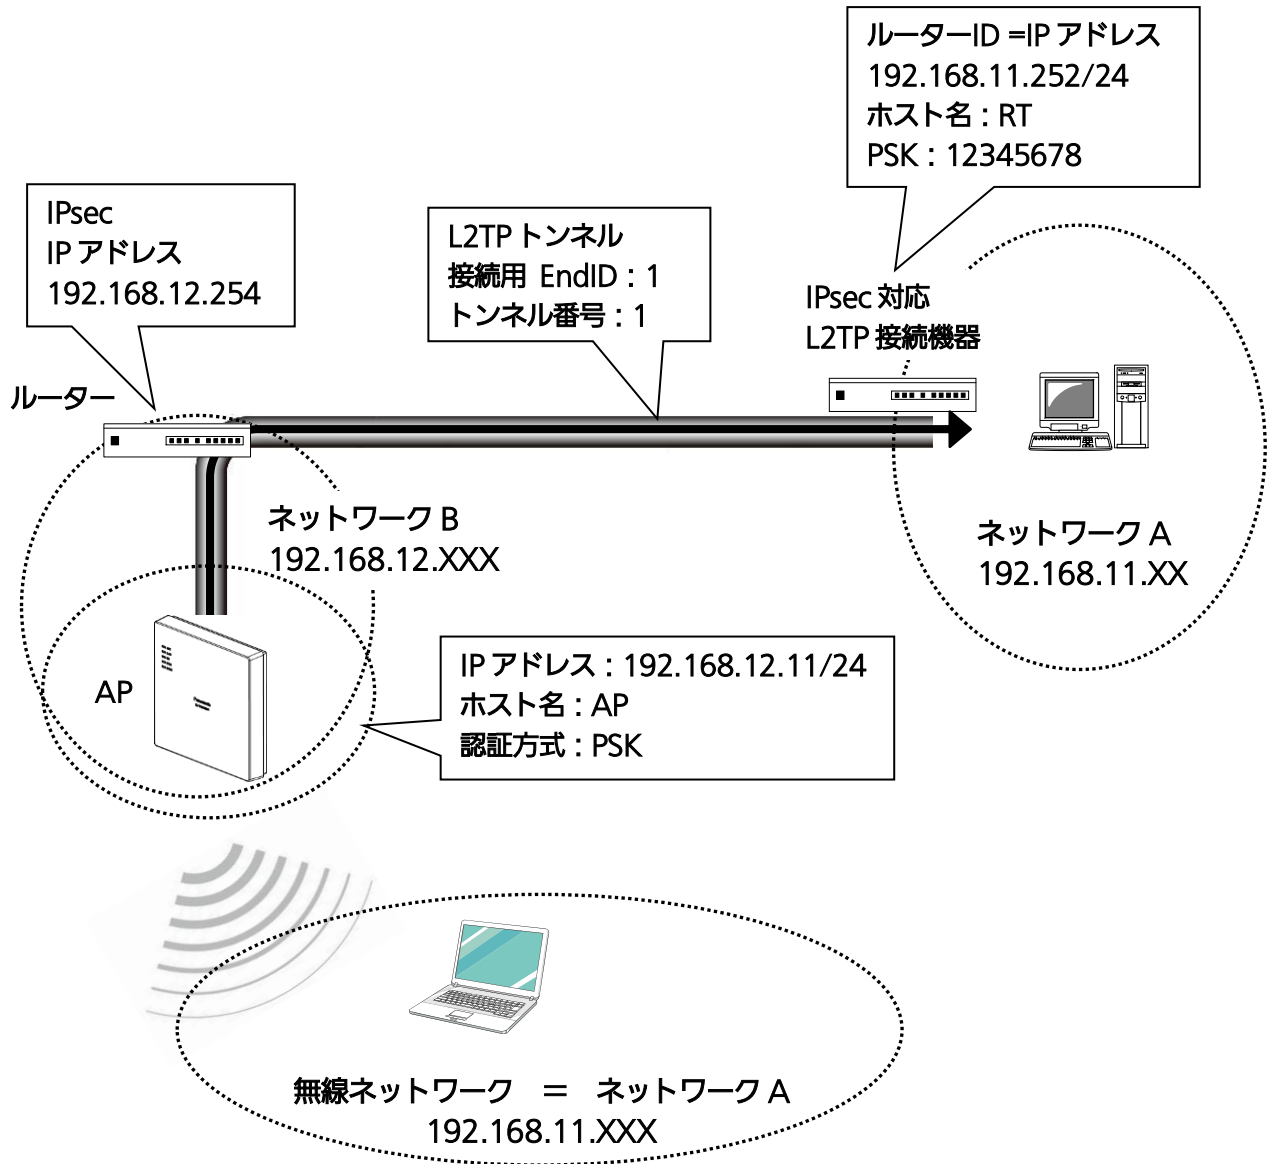 ルーターID =IP アドレス
192.168.11.252/24
ホスト名：RT
PSK：12345678
IPsec
IP アドレス
192.168.12.254
L2TP トンネル
接続用 EndID：1
トンネル番号：1
IPsec 対応
L2TP 接続機器
ルーター
ネットワーク B
192.168.12.XXX
ネットワーク A
192.168.11.XX
AP
IP アドレス：192.168.12.11/24
ホスト名：AP
認証方式：PSK
無線ネットワーク ＝ ネットワーク A
192.168.11.XXX